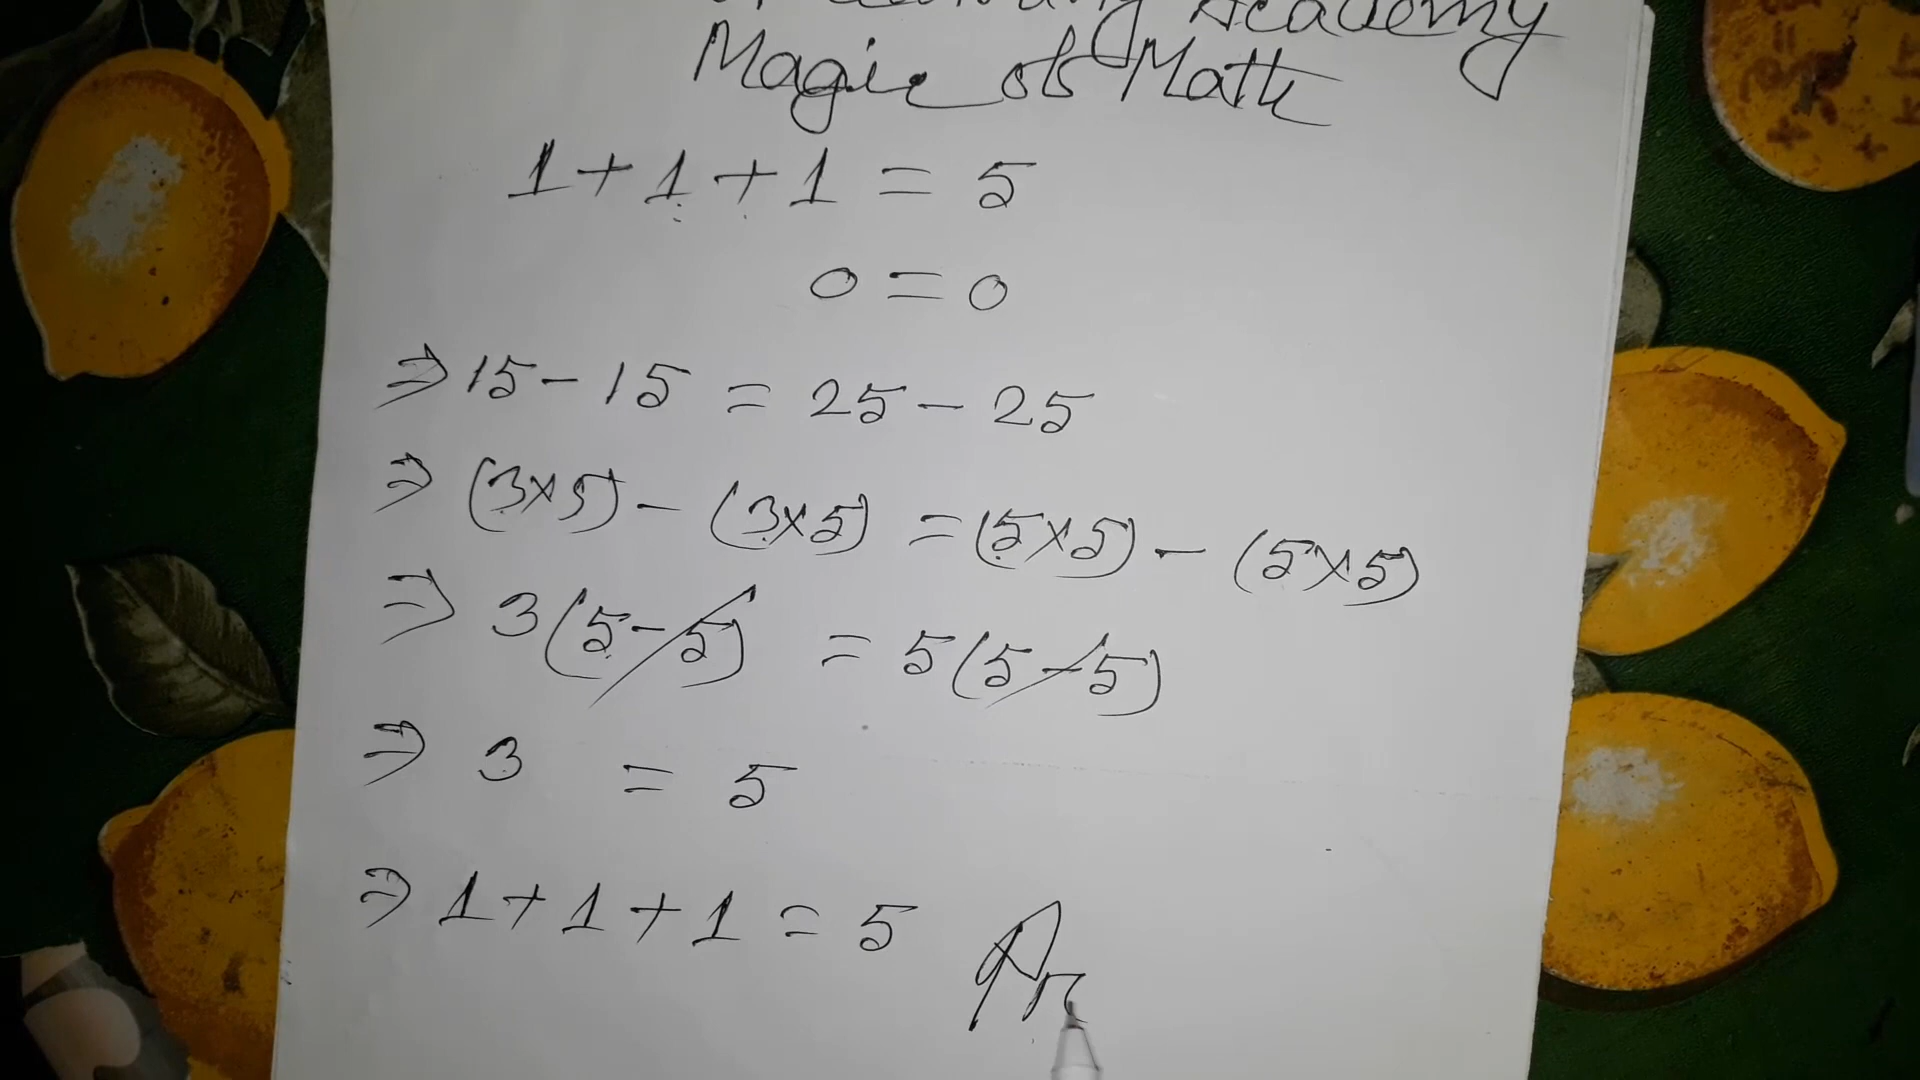 Academy
Magic of Math
1 + 1 + 1 = 5
0 = 0
⇒ 15 - 15 = 25 - 25
⇒ (3×5) - (3×5) = (5×5) - (5×5)
⇒ 3(5-5) = 5(5-5)
⇒ 3 = 5
⇒ 1 + 1 + 1 = 5